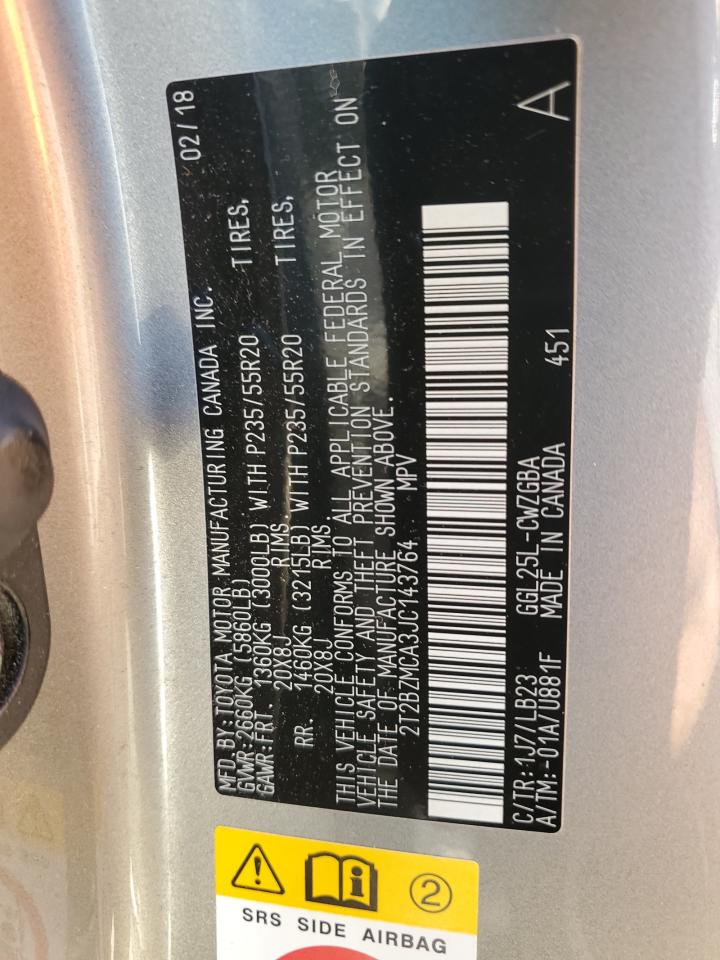 MFD. BY: TOYOTA MOTOR MANUFACTURING CANADA INC. 02/18
GVWR: 2660KG (5860LB)
GAWR: FRT. 1360KG (3000LB) WITH P235/55R20 TIRES,
20X8J RIMS.
RR. 1460KG (3215LB) WITH P235/55R20 TIRES,
20X8J RIMS.
THIS VEHICLE CONFORMS TO ALL APPLICABLE FEDERAL MOTOR
VEHICLE SAFETY AND THEFT PREVENTION STANDARDS IN EFFECT ON
THE DATE OF MANUFACTURE SHOWN ABOVE.
2T2BZMCA3JC143764 MPV
C/TR: 1J7/LB23 GGL25L-CWZGBA 451 A
A/TM: -01A/U881F MADE IN CANADA
2
SRS SIDE AIRBAG